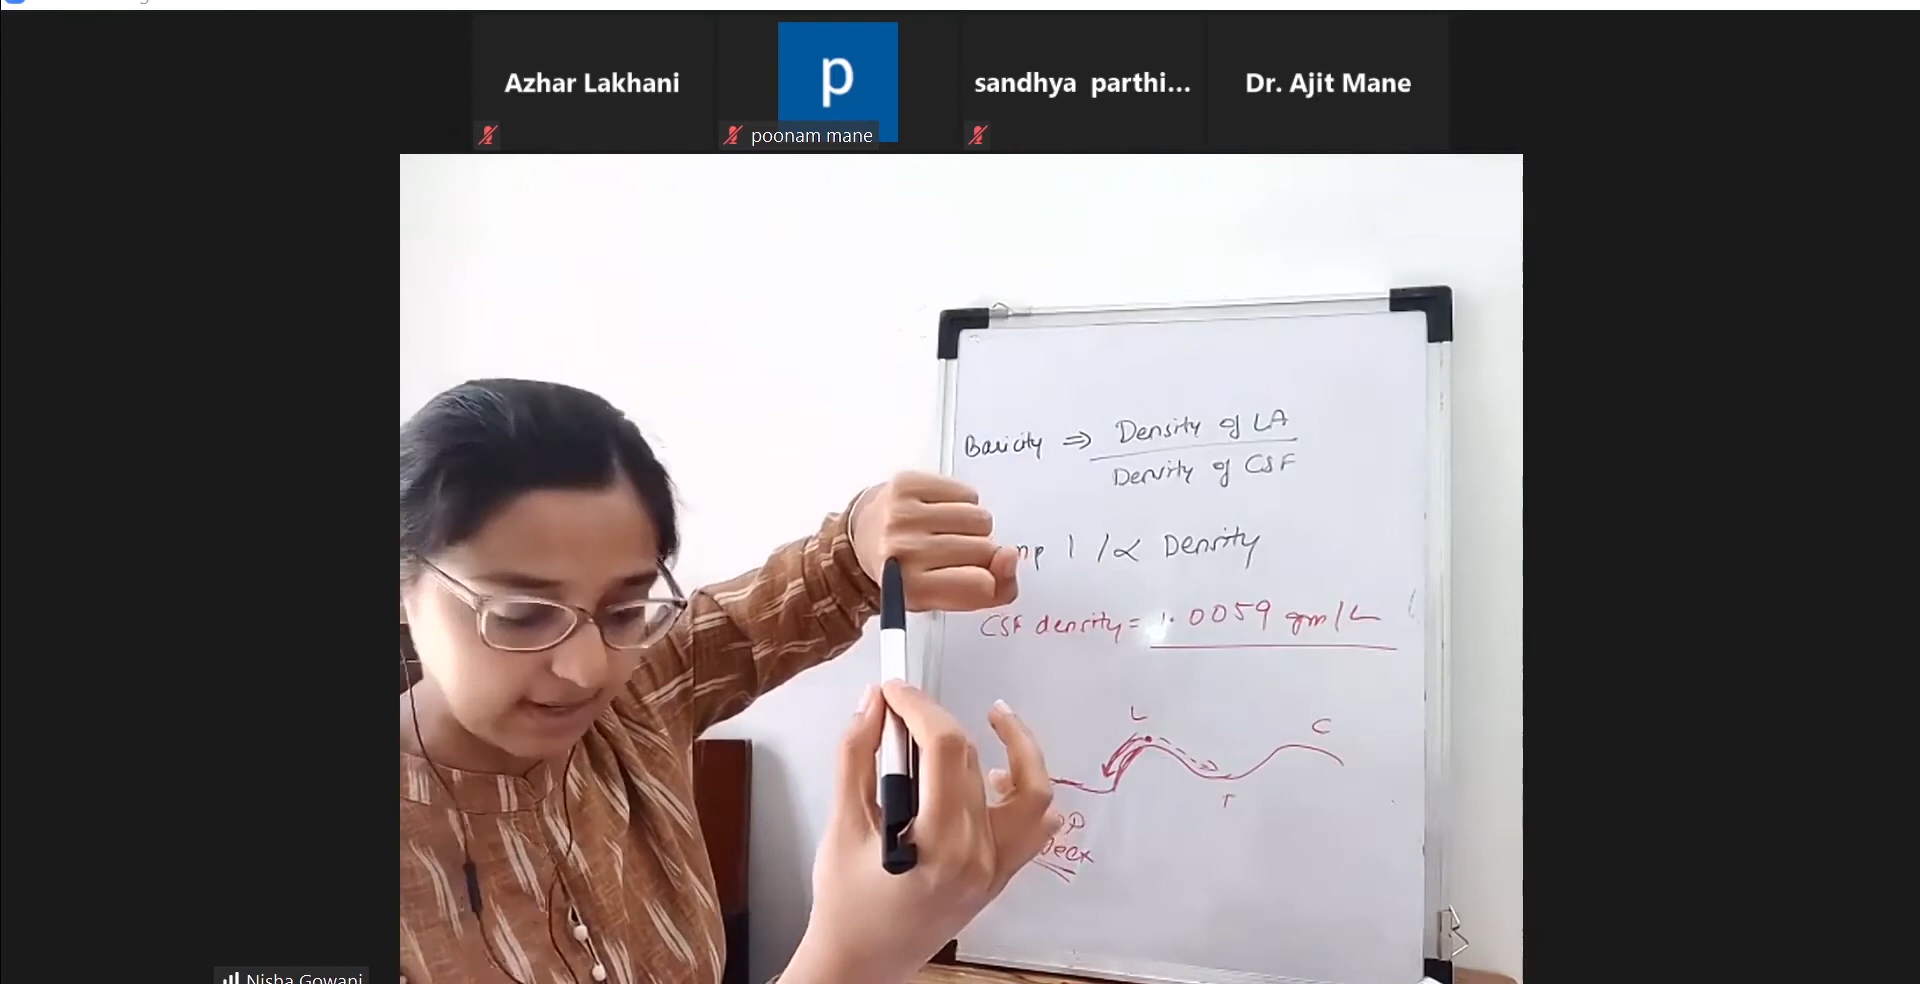 Azhar Lakhani
p
poonam mane
sandhya parthi...
Dr. Ajit Mane
Baricity ⇒ Density of LA
Density of CSF
mp 1/∝ Density
CSF density = 1.0059 gm/L
L
C
T
Nisha Gowani